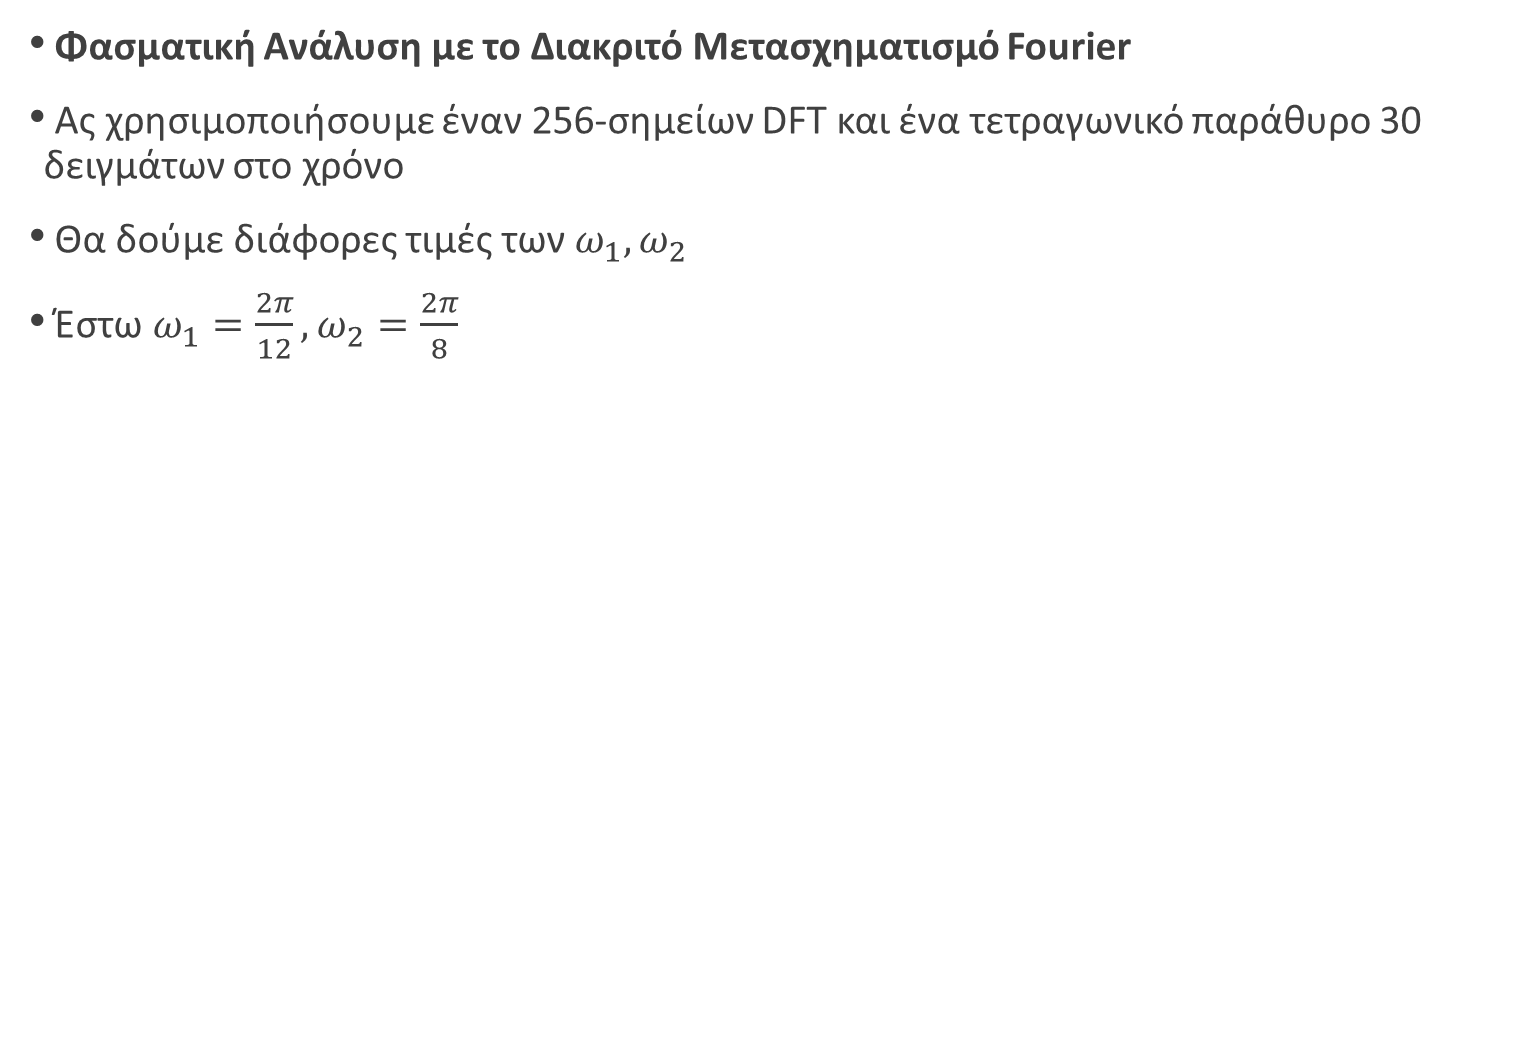 • Φασματική Ανάλυση με το Διακριτό Μετασχηματισμό Fourier
• Ας χρησιμοποιήσουμε έναν 256-σημείων DFT και ένα τετραγωνικό παράθυρο 30
δειγμάτων στο χρόνο
• Θα δούμε διάφορες τιμές των 𝜔₁, 𝜔₂
• Έστω 𝜔₁ = 2𝜋/12, 𝜔₂ = 2𝜋/8